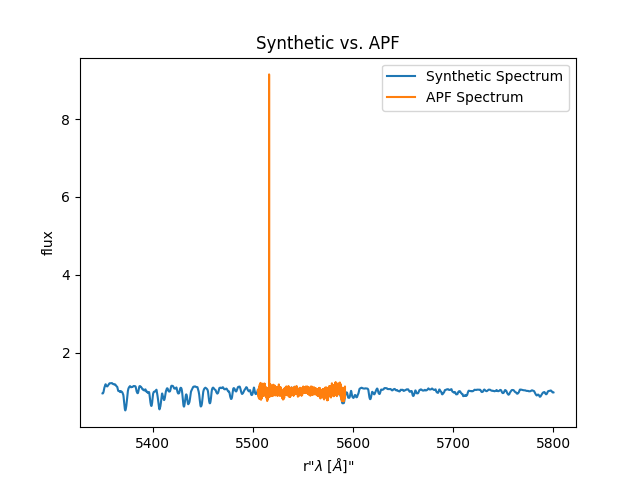 Synthetic vs. APF
Synthetic Spectrum
APF Spectrum
flux
8
6
4
2
5400 5500 5600 5700 5800
r"λ [Å]"